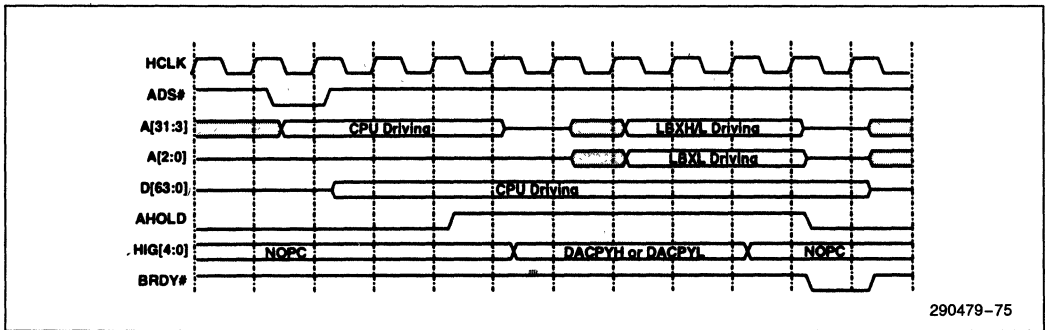 HCLK
ADS#
A[31:3] CPU Driving LBXH/L Driving
A[2:0] LBXL Driving
D[63:0] CPU Driving
AHOLD
HIG[4:0] NOPC DACPYH or DACPYL NOPC
BRDY#
290479-75